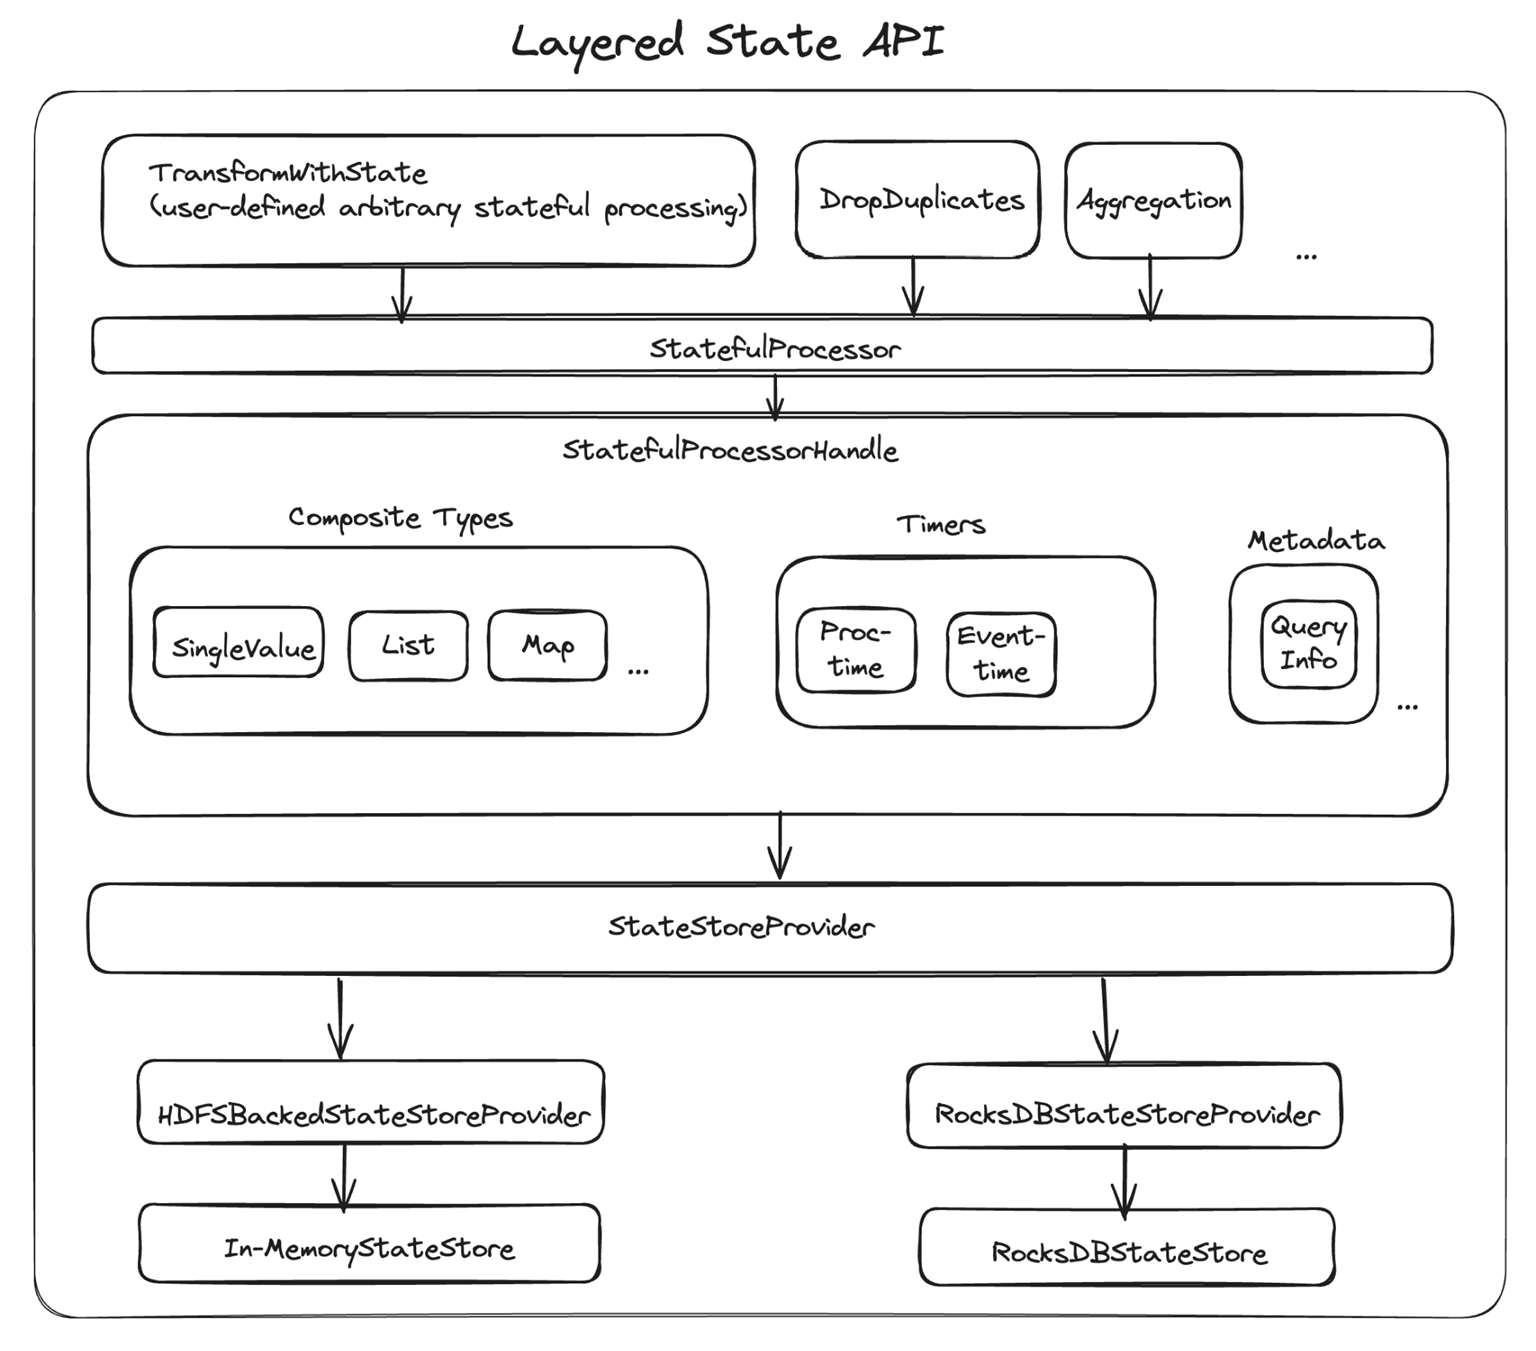 Layered State API
TransformWithState
(user-defined arbitrary stateful processing)
DropDuplicates
Aggregation
...
StatefulProcessor
StatefulProcessorHandle
Composite Types
Timers
Metadata
SingleValue
List
Map
...
Proc-
time
Event-
time
Query
Info
...
StateStoreProvider
HDFSBackedStateStoreProvider
RocksDBStateStoreProvider
In-MemoryStateStore
RocksDBStateStore